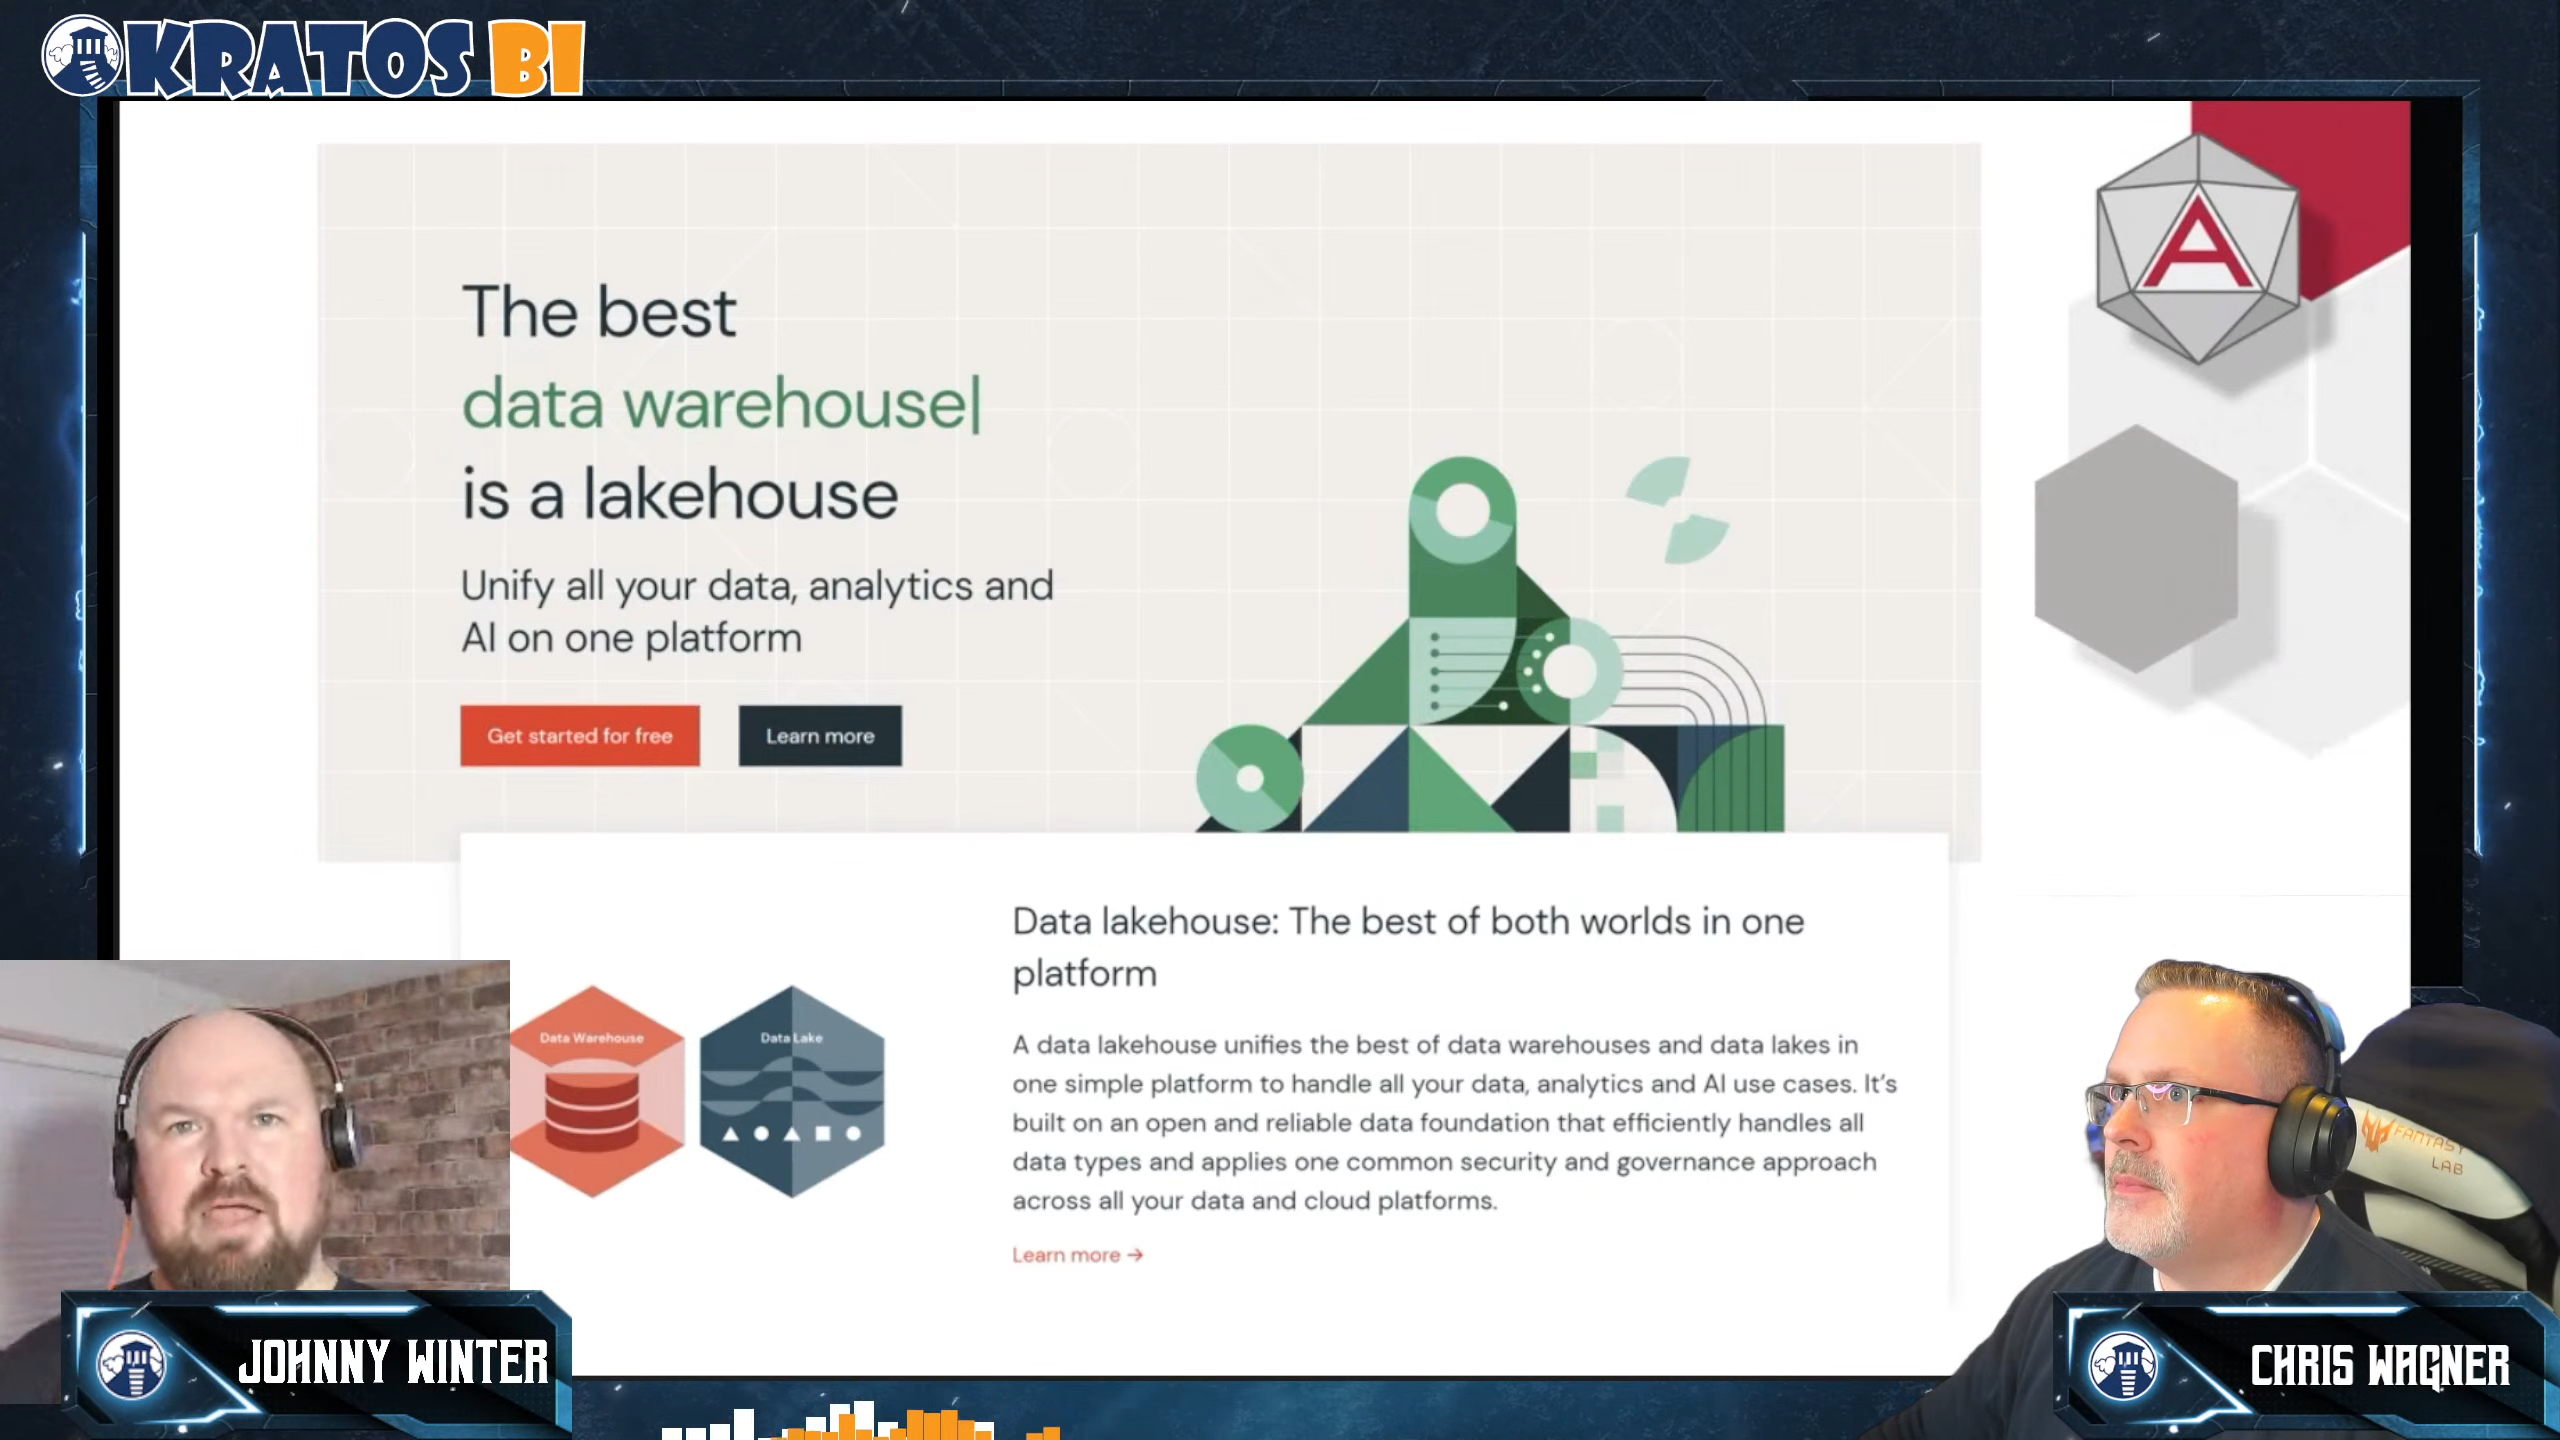 KRATOS BI
A
The best
data warehouse|
is a lakehouse
Unify all your data, analytics and
AI on one platform
Get started for free
Learn more
Data lakehouse: The best of both worlds in one
platform
Data Warehouse
Data Lake
A data lakehouse unifies the best of data warehouses and data lakes in
one simple platform to handle all your data, analytics and AI use cases. It’s
built on an open and reliable data foundation that efficiently handles all
data types and applies one common security and governance approach
across all your data and cloud platforms.
Learn more →
FANTASY
LAB
JOHNNY WINTER
CHRIS WAGNER